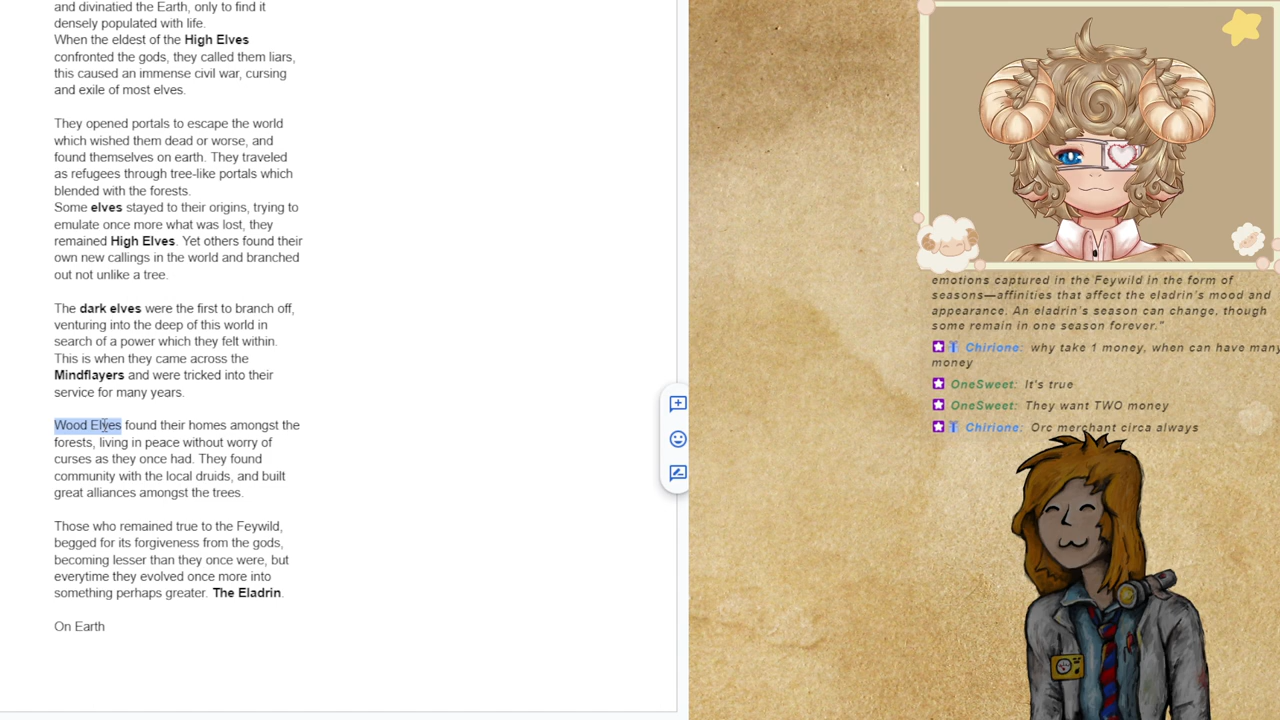 and divinatied the Earth, only to find it
densely populated with life.
When the eldest of the High Elves
confronted the gods, they called them liars,
this caused an immense civil war, cursing
and exile of most elves.
They opened portals to escape the world
which wished them dead or worse, and
found themselves on earth. They traveled
as refugees through tree-like portals which
blended with the forests.
Some elves stayed to their origins, trying to
emulate once more what was lost, they
remained High Elves. Yet others found their
own new callings in the world and branched
out not unlike a tree.
The dark elves were the first to branch off,
venturing into the deep of this world in
search of a power which they felt within.
This is when they came across the
Mindflayers and were tricked into their
service for many years.
Wood Elves found their homes amongst the
forests, living in peace without worry of
curses as they once had. They found
community with the local druids, and built
great alliances amongst the trees.
Those who remained true to the Feywild,
begged for its forgiveness from the gods,
becoming lesser than they once were, but
everytime they evolved once more into
something perhaps greater. The Eladrin.
On Earth
emotions captured in the Feywild in the form of
seasons—affinities that affect the eladrin's mood and
appearance. An eladrin's season can change, though
some remain in one season forever."
Chirione: why take 1 money, when can have many
money
OneSweet: It's true
OneSweet: They want TWO money
Chirione: Orc merchant circa always